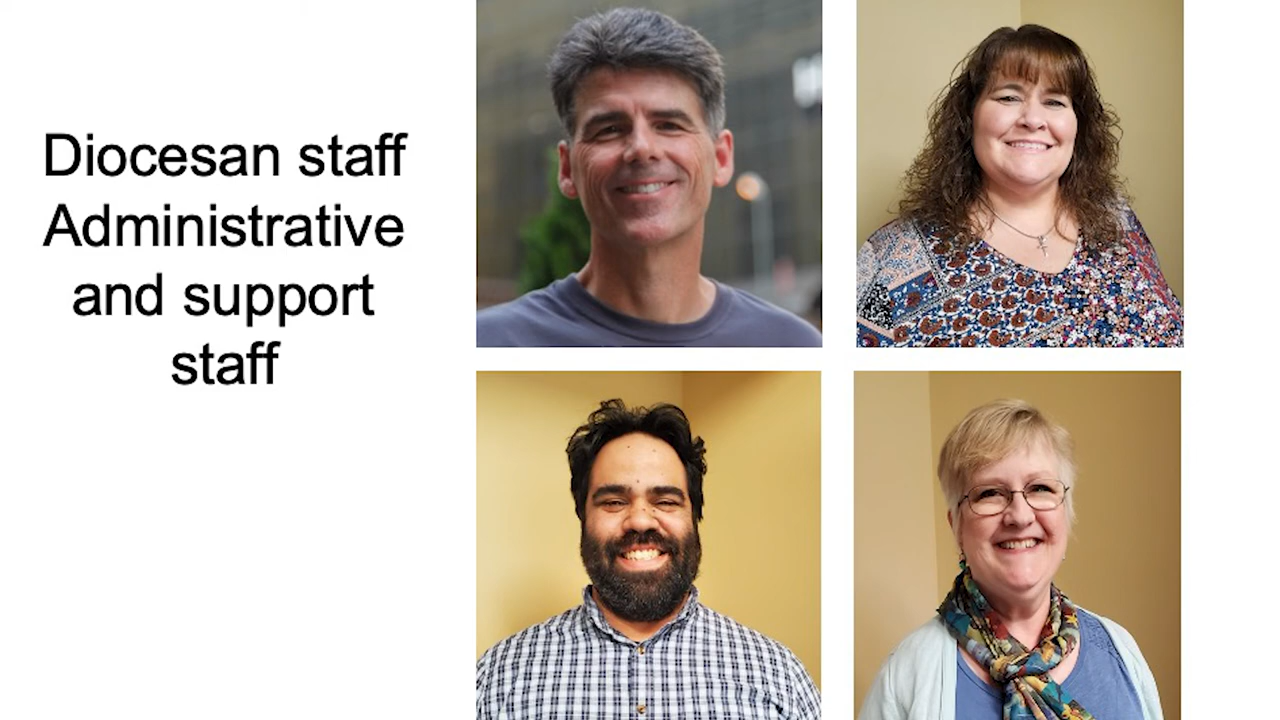 Diocesan staff
Administrative
and support
staff